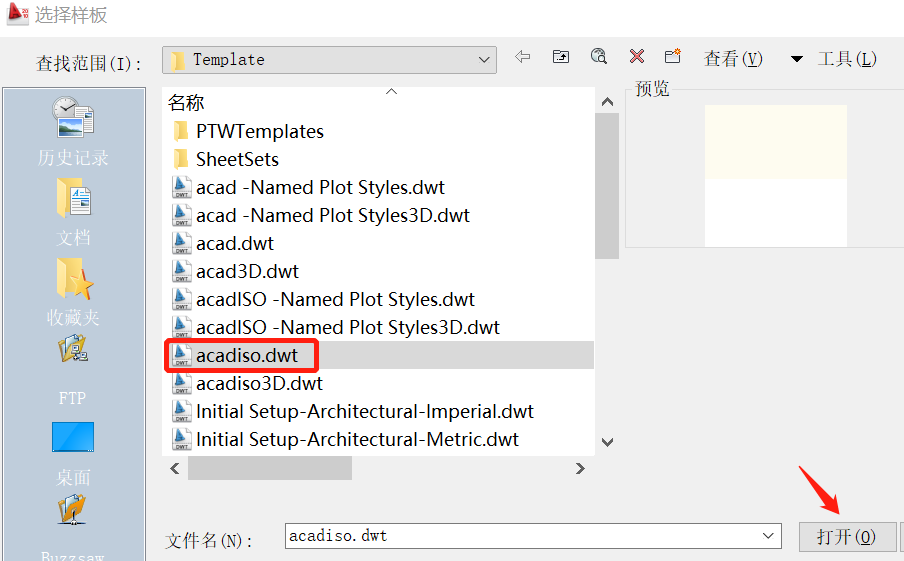 选择样板
查找范围(I):
Template
查看(V)
工具(L)
历史记录
文档
收藏夹
FTP
桌面
Buzzsaw
名称
PTWTemplates
SheetSets
acad -Named Plot Styles.dwt
acad -Named Plot Styles3D.dwt
acad.dwt
acad3D.dwt
acadISO -Named Plot Styles.dwt
acadISO -Named Plot Styles3D.dwt
acadiso.dwt
acadiso3D.dwt
Initial Setup-Architectural-Imperial.dwt
Initial Setup-Architectural-Metric.dwt
预览
文件名(N):
acadiso.dwt
打开(O)